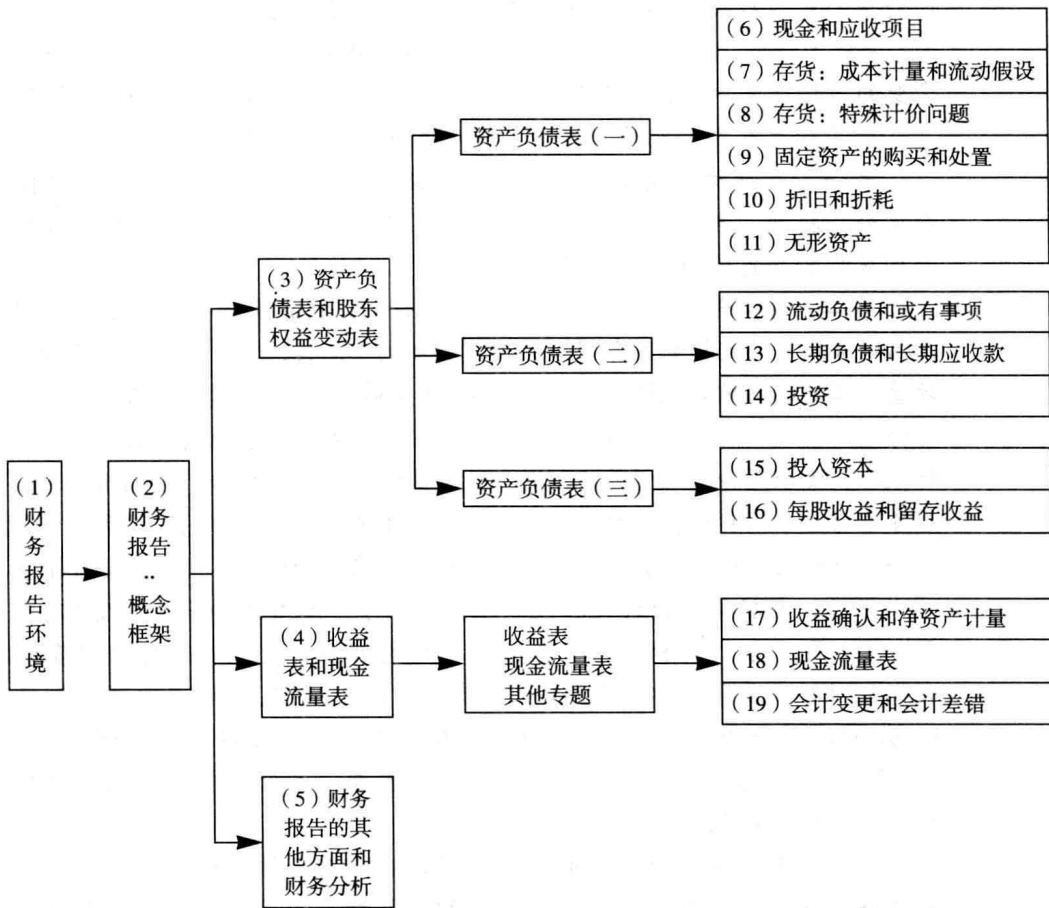 （1）
财
务
报
告
环
境
（2）
财务
报告
：
概念
框架
（3）资产负
债表和股东
权益变动表
资产负债表（一）
（6）现金和应收项目
（7）存货：成本计量和流动假设
（8）存货：特殊计价问题
（9）固定资产的购买和处置
（10）折旧和折耗
（11）无形资产
资产负债表（二）
（12）流动负债和或有事项
（13）长期负债和长期应收款
（14）投资
资产负债表（三）
（15）投入资本
（16）每股收益和留存收益
（4）收益
表和现金
流量表
收益表
现金流量表
其他专题
（17）收益确认和净资产计量
（18）现金流量表
（19）会计变更和会计差错
（5）财务
报告的其
他方面和
财务分析